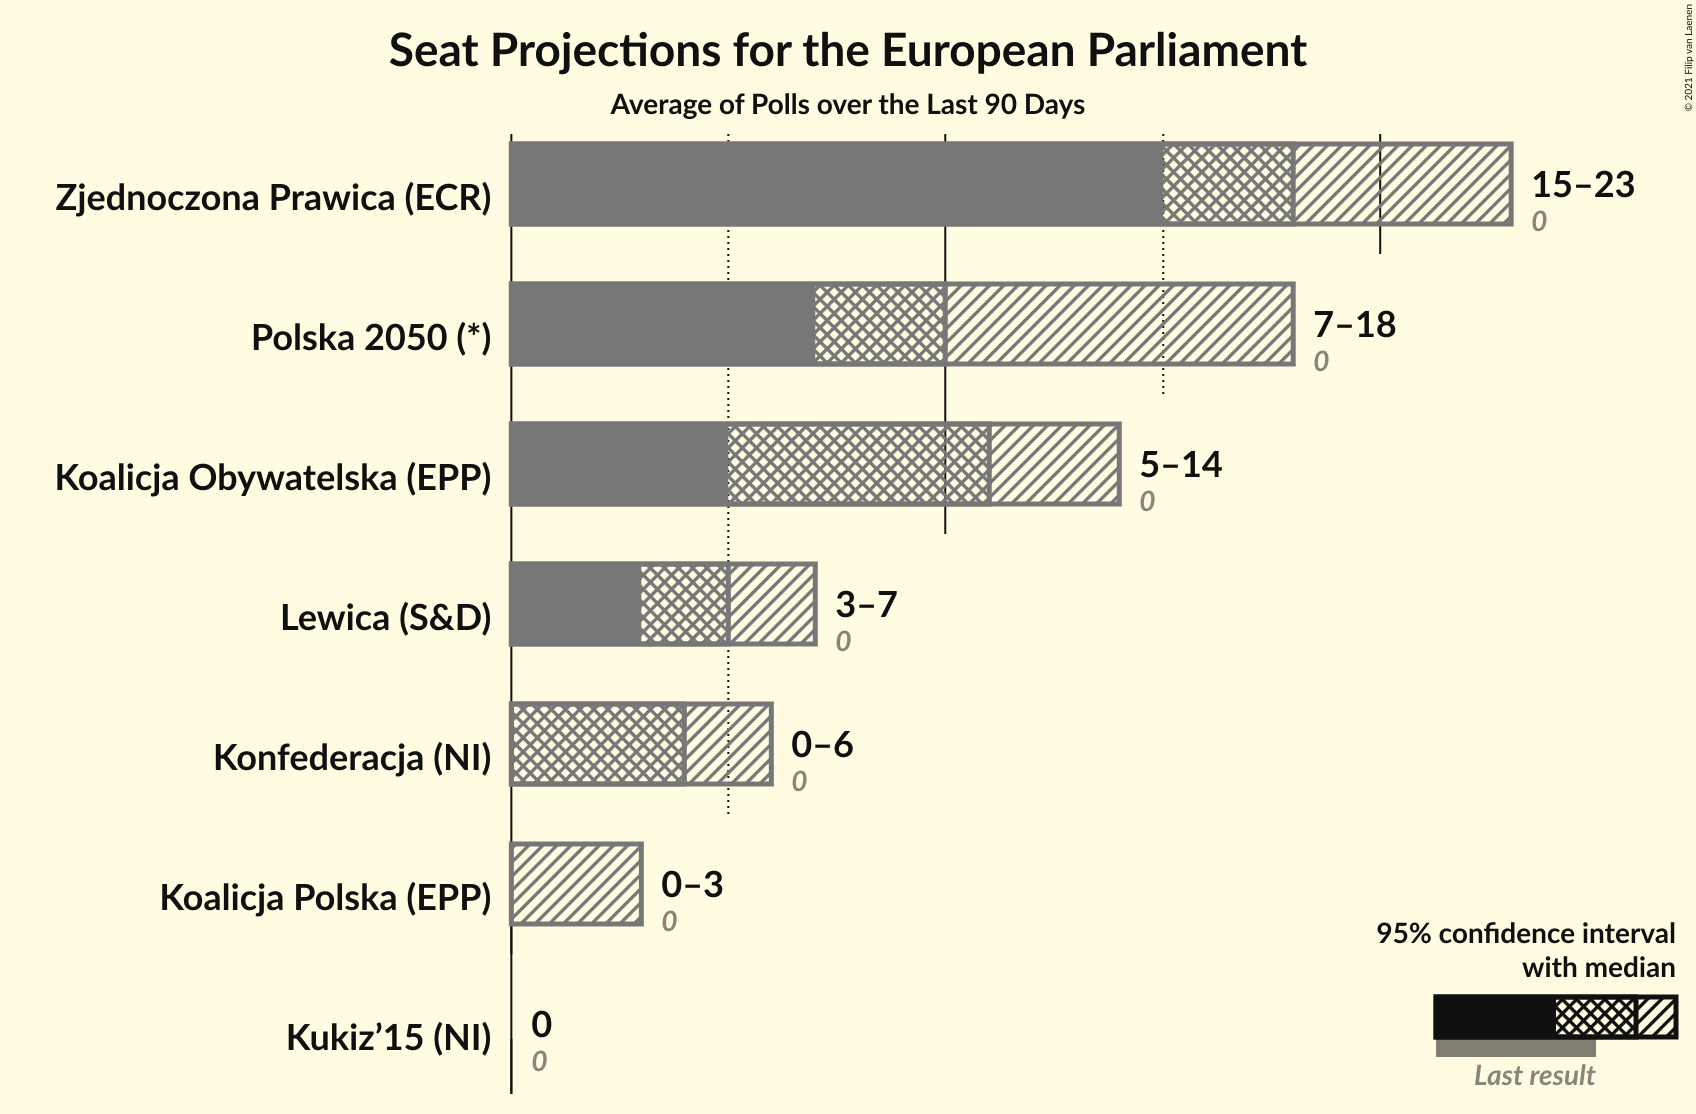 Seat Projections for the European Parliament
Average of Polls over the Last 90 Days
© 2021 Filip van Laenen
Zjednoczona Prawica (ECR)
15–23
0
Polska 2050 (*)
7–18
0
Koalicja Obywatelska (EPP)
5–14
0
Lewica (S&D)
3–7
0
Konfederacja (NI)
0–6
0
Koalicja Polska (EPP)
0–3
0
Kukiz’15 (NI)
0
0
95% confidence interval
with median
Last result